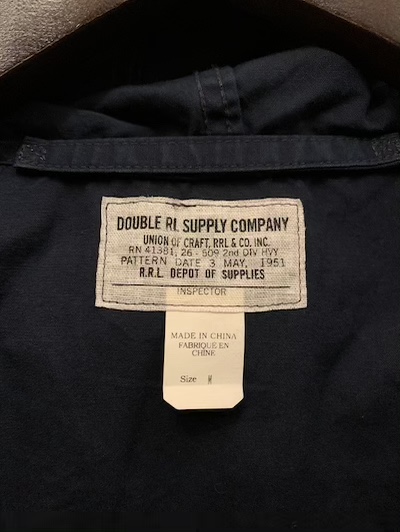 DOUBLE RL SUPPLY COMPANY
UNION OF CRAFT, RRL & CO. INC.
RN 41381, 26 - 509 2nd DIV HVY
PATTERN DATE 3 MAY, 1951
R.R.L. DEPOT OF SUPPLIES
INSPECTOR
MADE IN CHINA
FABRIQUE EN
CHINE
Size M